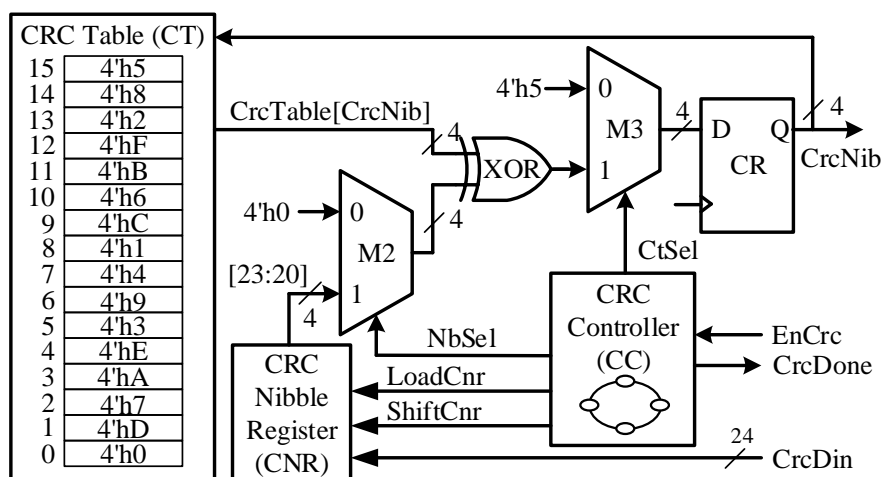 CRC Table (CT)
15 4'h5
14 4'h8
13 4'h2
12 4'hF
11 4'hB
10 4'h6
9 4'hC
8 4'h1
7 4'h4
6 4'h9
5 4'h3
4 4'hE
3 4'hA
2 4'h7
1 4'hD
0 4'h0
CrcTable[CrcNib]
4
XOR
4'h0
0
M2
1
4
[23:20]
4
4'h5
0
M3
1
4
D Q
CR
4
CrcNib
CtSel
CRC
Controller
(CC)
EnCrc
CrcDone
NbSel
LoadCnr
ShiftCnr
CRC
Nibble
Register
(CNR)
24
CrcDin